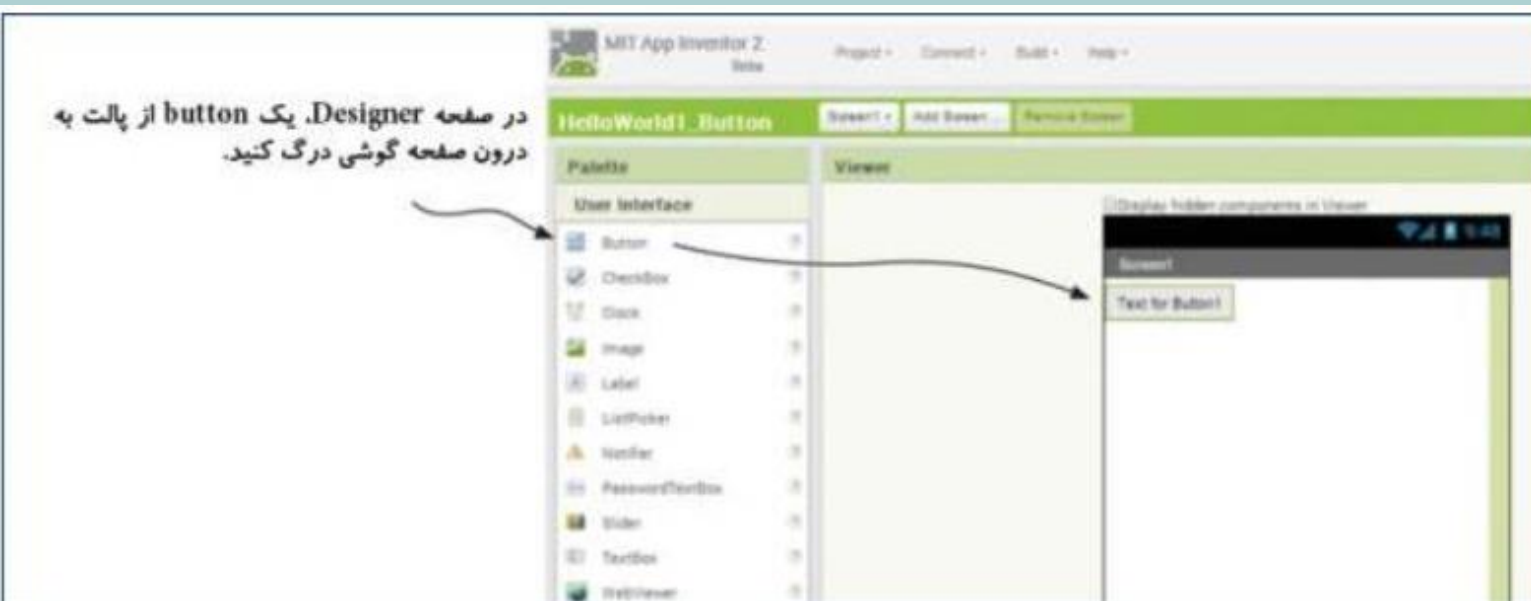 MIT App Inventor 2
Beta
Project Connect Build Help
در صفحه Designer، یک button از پالت به
درون صفحه گوشی درگ کنید.
HelloWorld1_Button
Screen1 Add Screen ... Remove Screen
Palette
Viewer
User Interface
Display hidden components in Viewer
Button
9:48
CheckBox
Screen1
Clock
Text for Button1
Image
Label
ListPicker
Notifier
PasswordTextBox
Slider
TextBox
WebViewer